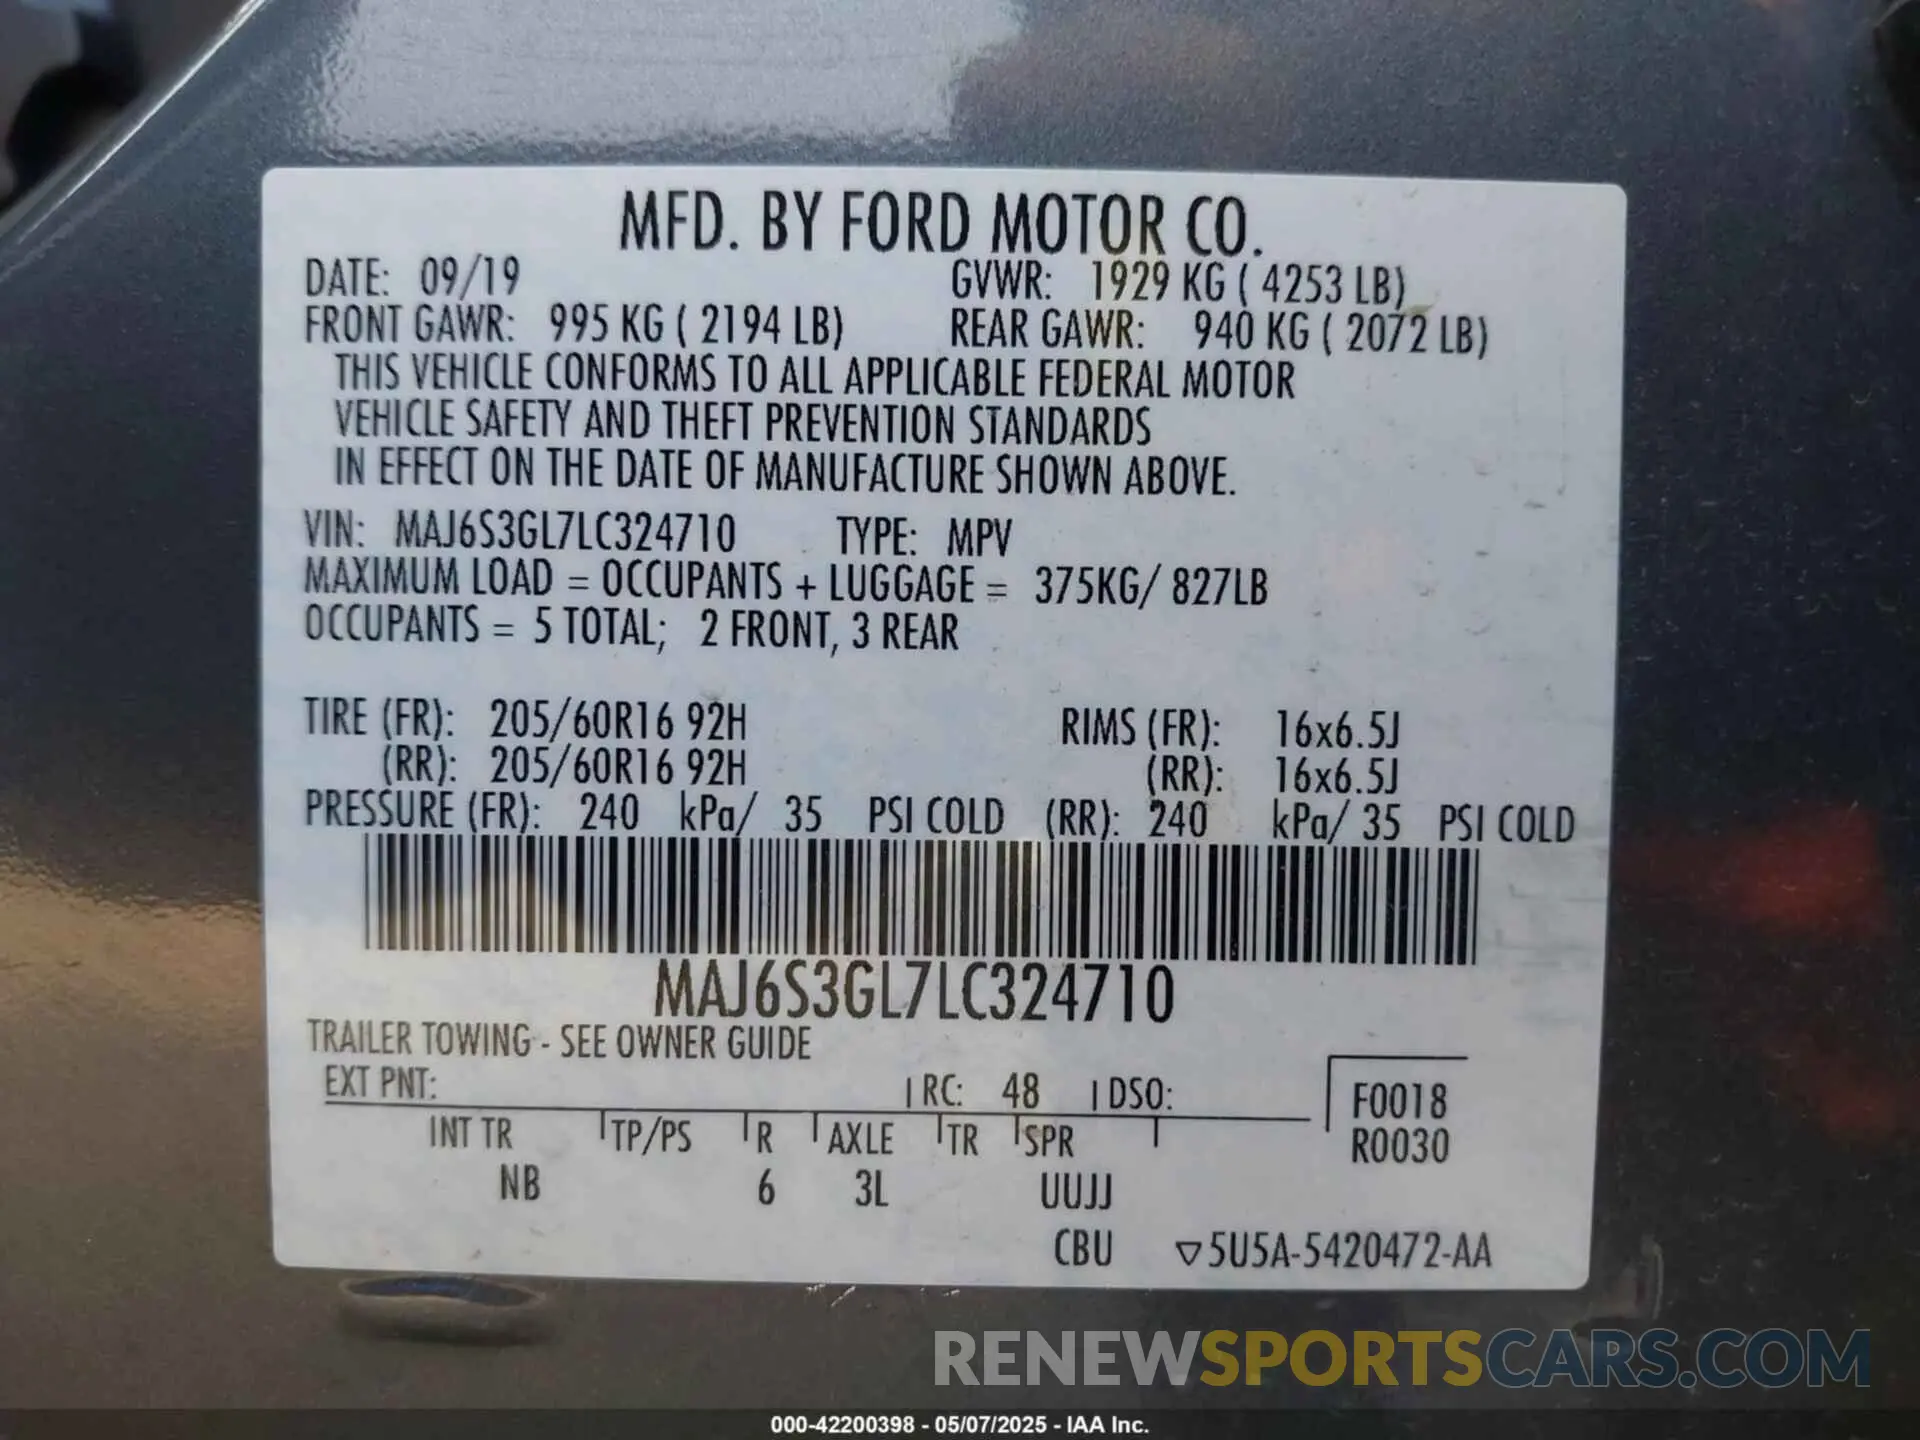 MFD. BY FORD MOTOR CO.
DATE: 09/19 GVWR: 1929 KG ( 4253 LB)
FRONT GAWR: 995 KG ( 2194 LB) REAR GAWR: 940 KG ( 2072 LB)
THIS VEHICLE CONFORMS TO ALL APPLICABLE FEDERAL MOTOR
VEHICLE SAFETY AND THEFT PREVENTION STANDARDS
IN EFFECT ON THE DATE OF MANUFACTURE SHOWN ABOVE.
VIN: MAJ6S3GL7LC324710 TYPE: MPV
MAXIMUM LOAD = OCCUPANTS + LUGGAGE = 375KG/ 827LB
OCCUPANTS = 5 TOTAL; 2 FRONT, 3 REAR
TIRE (FR): 205/60R16 92H RIMS (FR): 16x6.5J
(RR): 205/60R16 92H (RR): 16x6.5J
PRESSURE (FR): 240 kPa/ 35 PSI COLD (RR): 240 kPa/ 35 PSI COLD
MAJ6S3GL7LC324710
TRAILER TOWING - SEE OWNER GUIDE
EXT PNT: RC: 48 DSO: F0018
INT TR TP/PS R AXLE TR SPR R0030
NB 6 3L UUJJ
CBU ▽5U5A-5420472-AA
RENEWSPORTSCARS.COM
000-42200398 - 05/07/2025 - IAA Inc.